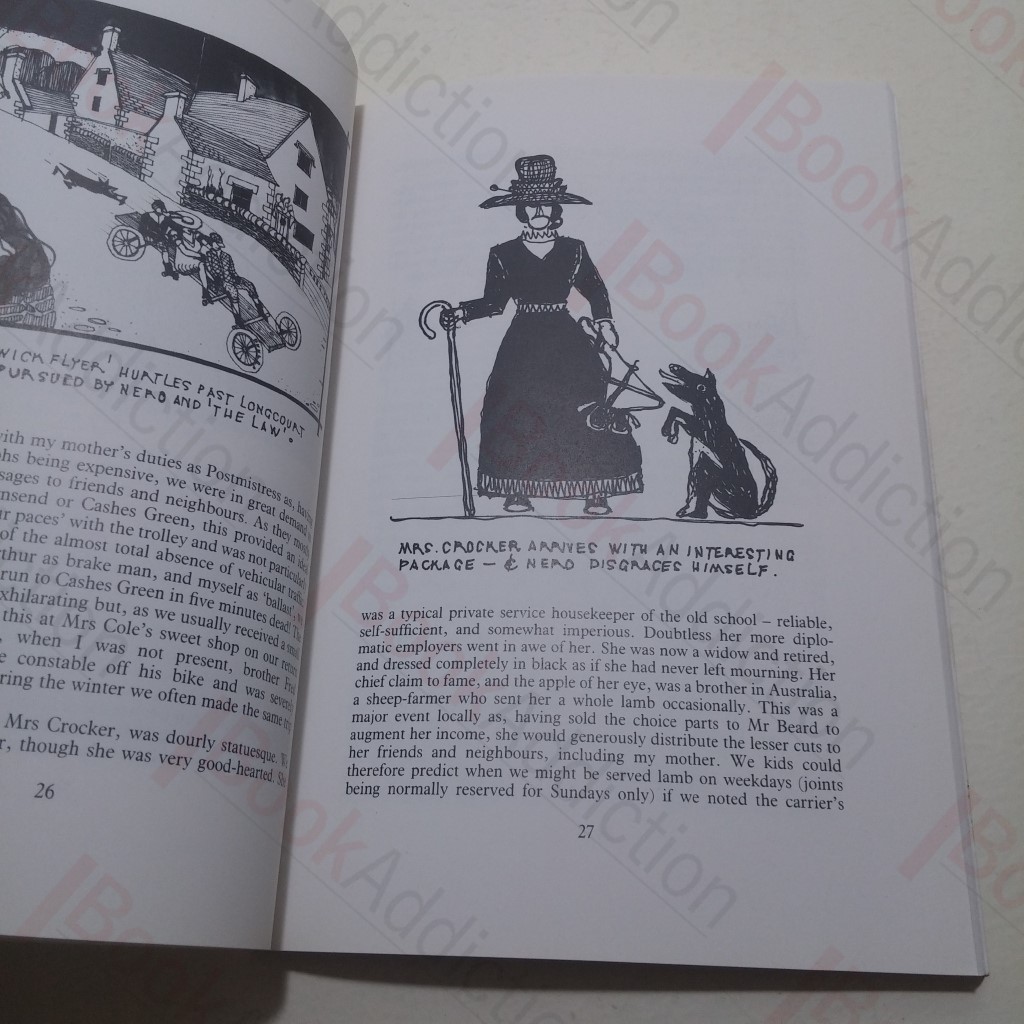 WICK FLYER' HURTLES PAST LONGCOURT
PURSUED BY NERO AND 'THE LAW'.
with my mother's duties as Postmistress as, having
phs being expensive, we were in great demand
sages to friends and neighbours. As they mostly
nsend or Cashes Green, this provided an ideal
ur paces' with the trolley and was not particularly
of the almost total absence of vehicular traffic
rthur as brake man, and myself as 'ballast',
run to Cashes Green in five minutes dead! The
xhilarating but, as we usually received a small
this at Mrs Cole's sweet shop on our return
, when I was not present, brother Fred
e constable off his bike and was severely
ring the winter we often made the same trip
Mrs Crocker, was dourly statuesque. We
r, though she was very good-hearted. She
26
MRS. CROCKER ARRIVES WITH AN INTERESTING
PACKAGE – & NERO DISGRACES HIMSELF.
was a typical private service housekeeper of the old school – reliable,
self-sufficient, and somewhat imperious. Doubtless her more diplo-
matic employers went in awe of her. She was now a widow and retired,
and dressed completely in black as if she had never left mourning. Her
chief claim to fame, and the apple of her eye, was a brother in Australia,
a sheep-farmer who sent her a whole lamb occasionally. This was a
major event locally as, having sold the choice parts to Mr Beard to
augment her income, she would generously distribute the lesser cuts to
her friends and neighbours, including my mother. We kids could
therefore predict when we might be served lamb on weekdays (joints
being normally reserved for Sundays only) if we noted the carrier's
27
BookAddiction